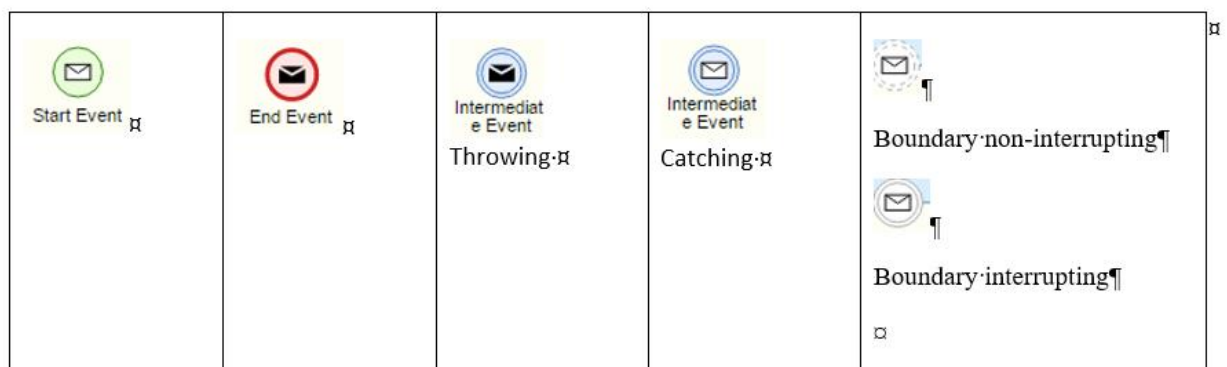 Start Event ¤
End Event ¤
Intermediat
e Event
Throwing·¤
Intermediat
e Event
Catching·¤
¶
Boundary·non-interrupting¶
¶
Boundary·interrupting¶
¤
¤